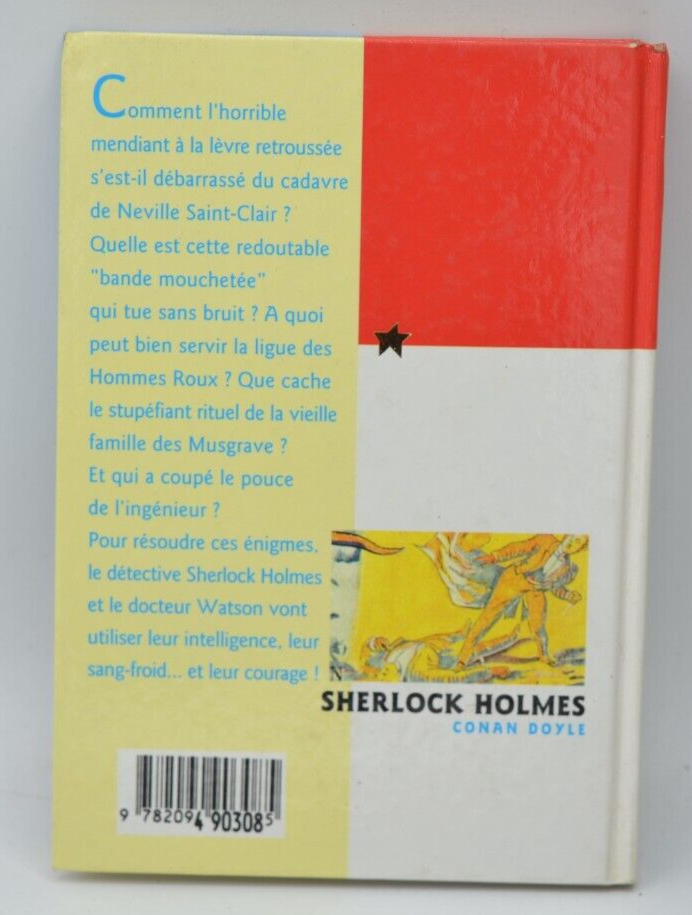 Comment l'horrible
mendiant à la lèvre retroussée
s'est-il débarrassé du cadavre
de Neville Saint-Clair ?
Quelle est cette redoutable
"bande mouchetée"
qui tue sans bruit ? A quoi
peut bien servir la ligue des
Hommes Roux ? Que cache
le stupéfiant rituel de la vieille
famille des Musgrave ?
Et qui a coupé le pouce
de l'ingénieur ?
Pour résoudre ces énigmes,
le détective Sherlock Holmes
et le docteur Watson vont
utiliser leur intelligence, leur
sang-froid... et leur courage !
SHERLOCK HOLMES
CONAN DOYLE
9 782094 903085